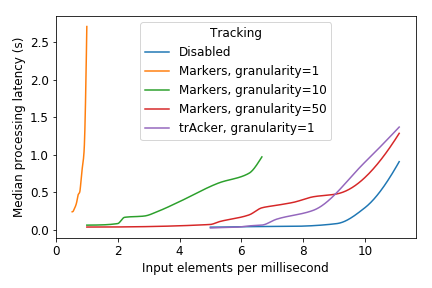 Tracking
Disabled
Markers, granularity=1
Markers, granularity=10
Markers, granularity=50
trAcker, granularity=1
Median processing latency (s)
2.5
2.0
1.5
1.0
0.5
0.0
0 2 4 6 8 10
Input elements per millisecond